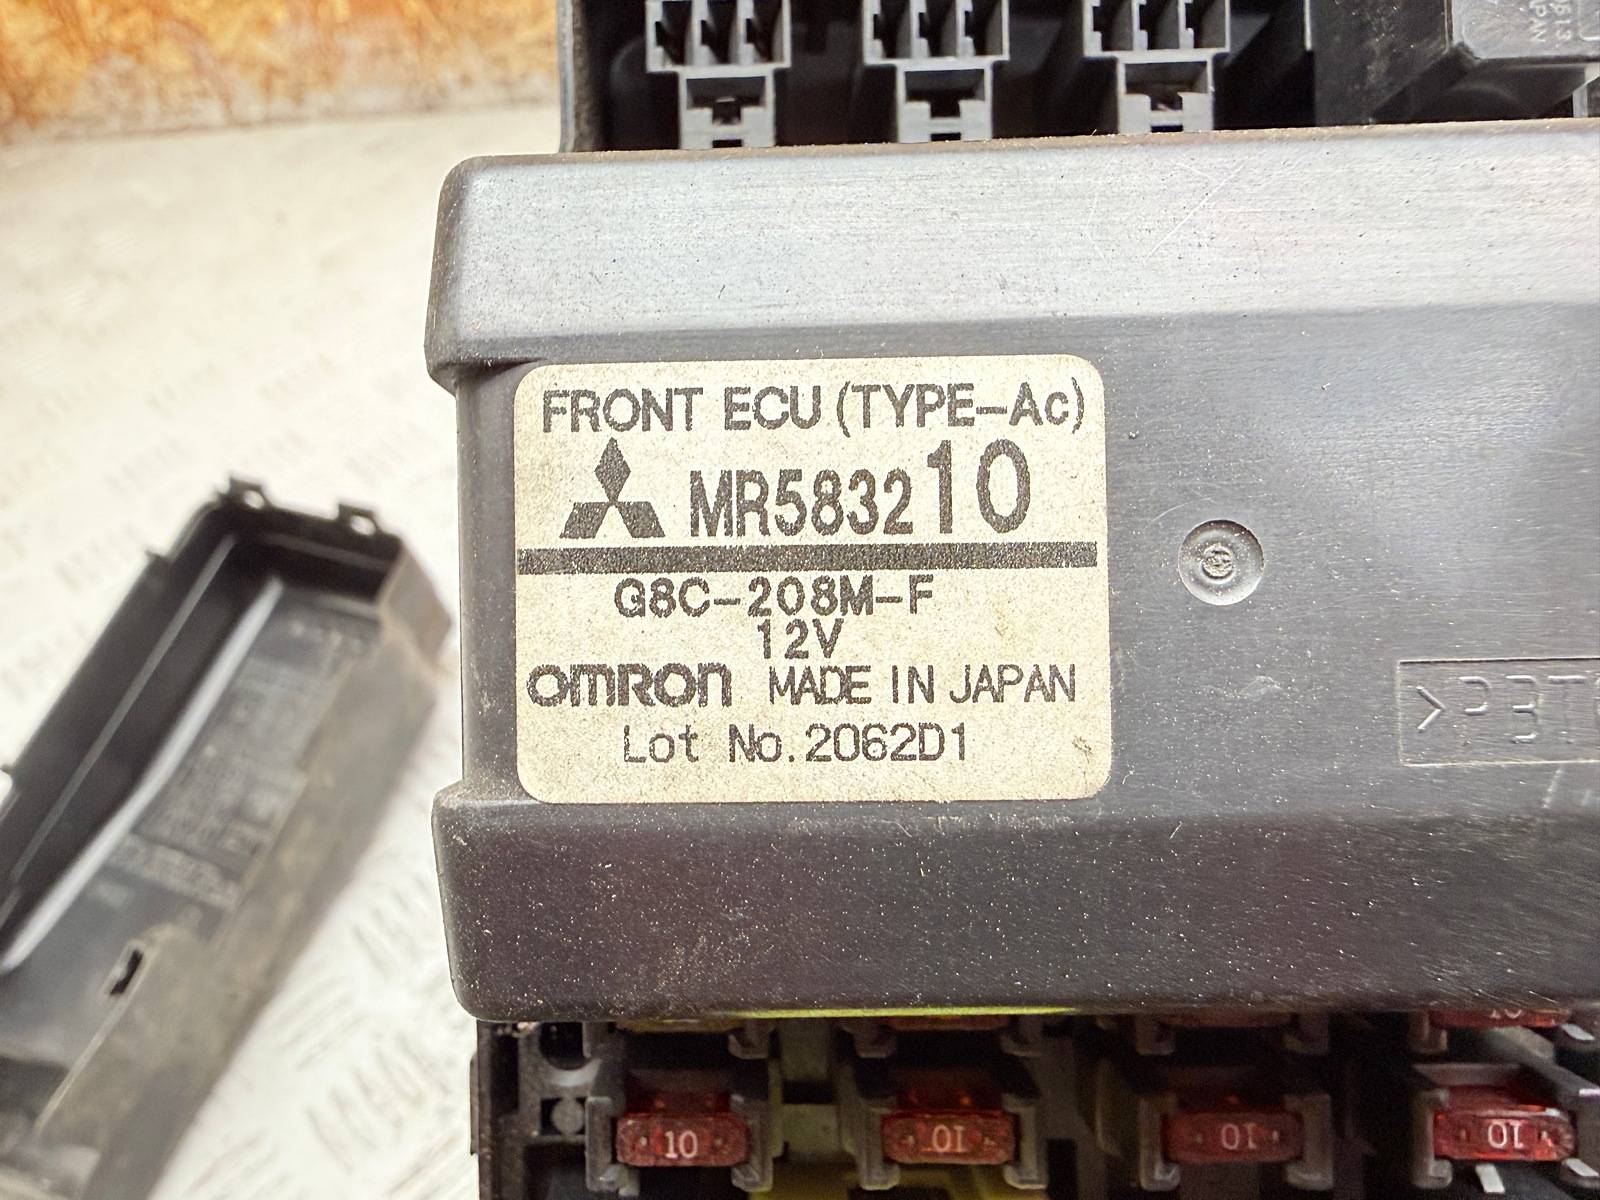 FRONT ECU (TYPE-Ac)
MR583210
G8C-208M-F
12V
OMRON MADE IN JAPAN
Lot No. 2062D1
10
10
10
10
10